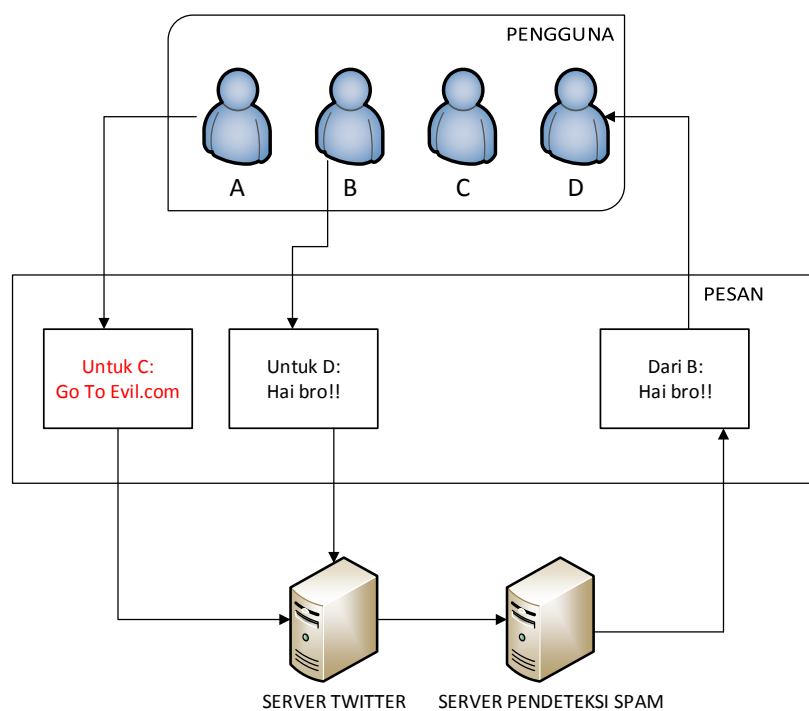 PENGGUNA
A
B
C
D
PESAN
Untuk C:
Go To Evil.com
Untuk D:
Hai bro!!
Dari B:
Hai bro!!
SERVER TWITTER
SERVER PENDETEKSI SPAM